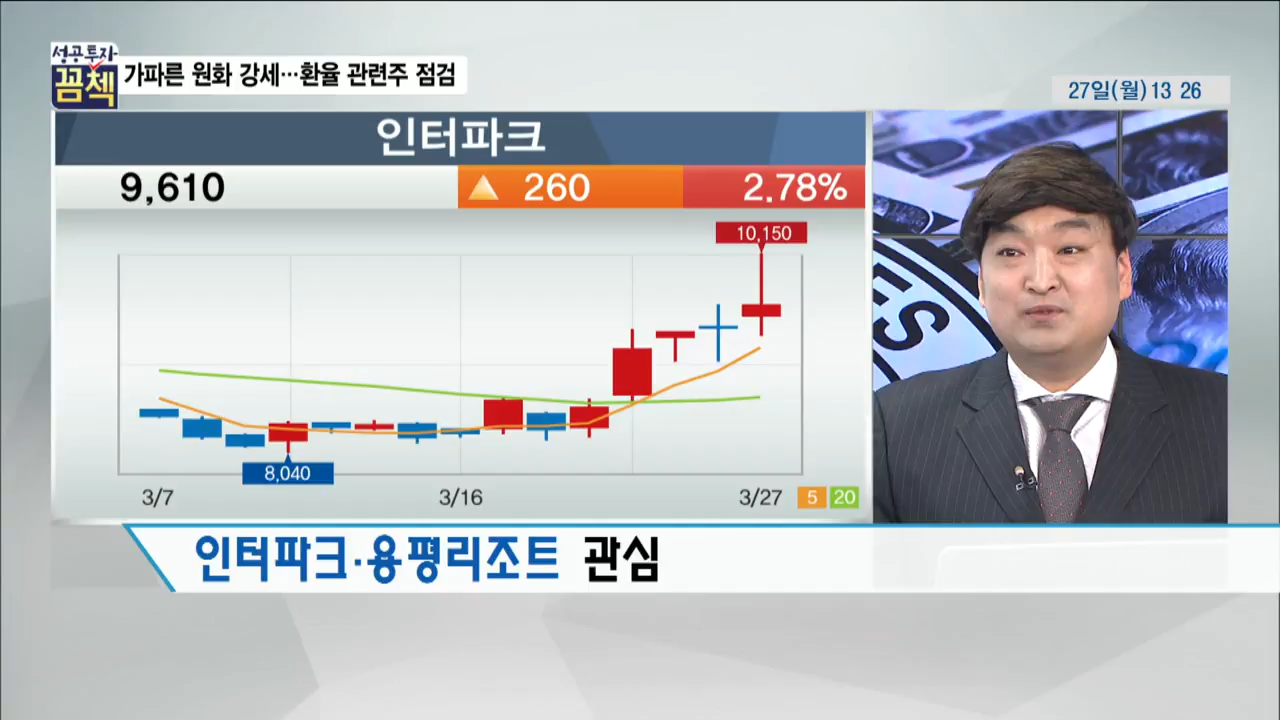 성공투자
꼼첵
가파른 원화 강세…환율 관련주 점검
27일(월) 13 26
인터파크
9,610 ▲ 260 2.78%
10,150
8,040
3/7 3/16 3/27 5 20
ES
인터파크·용평리조트 관심